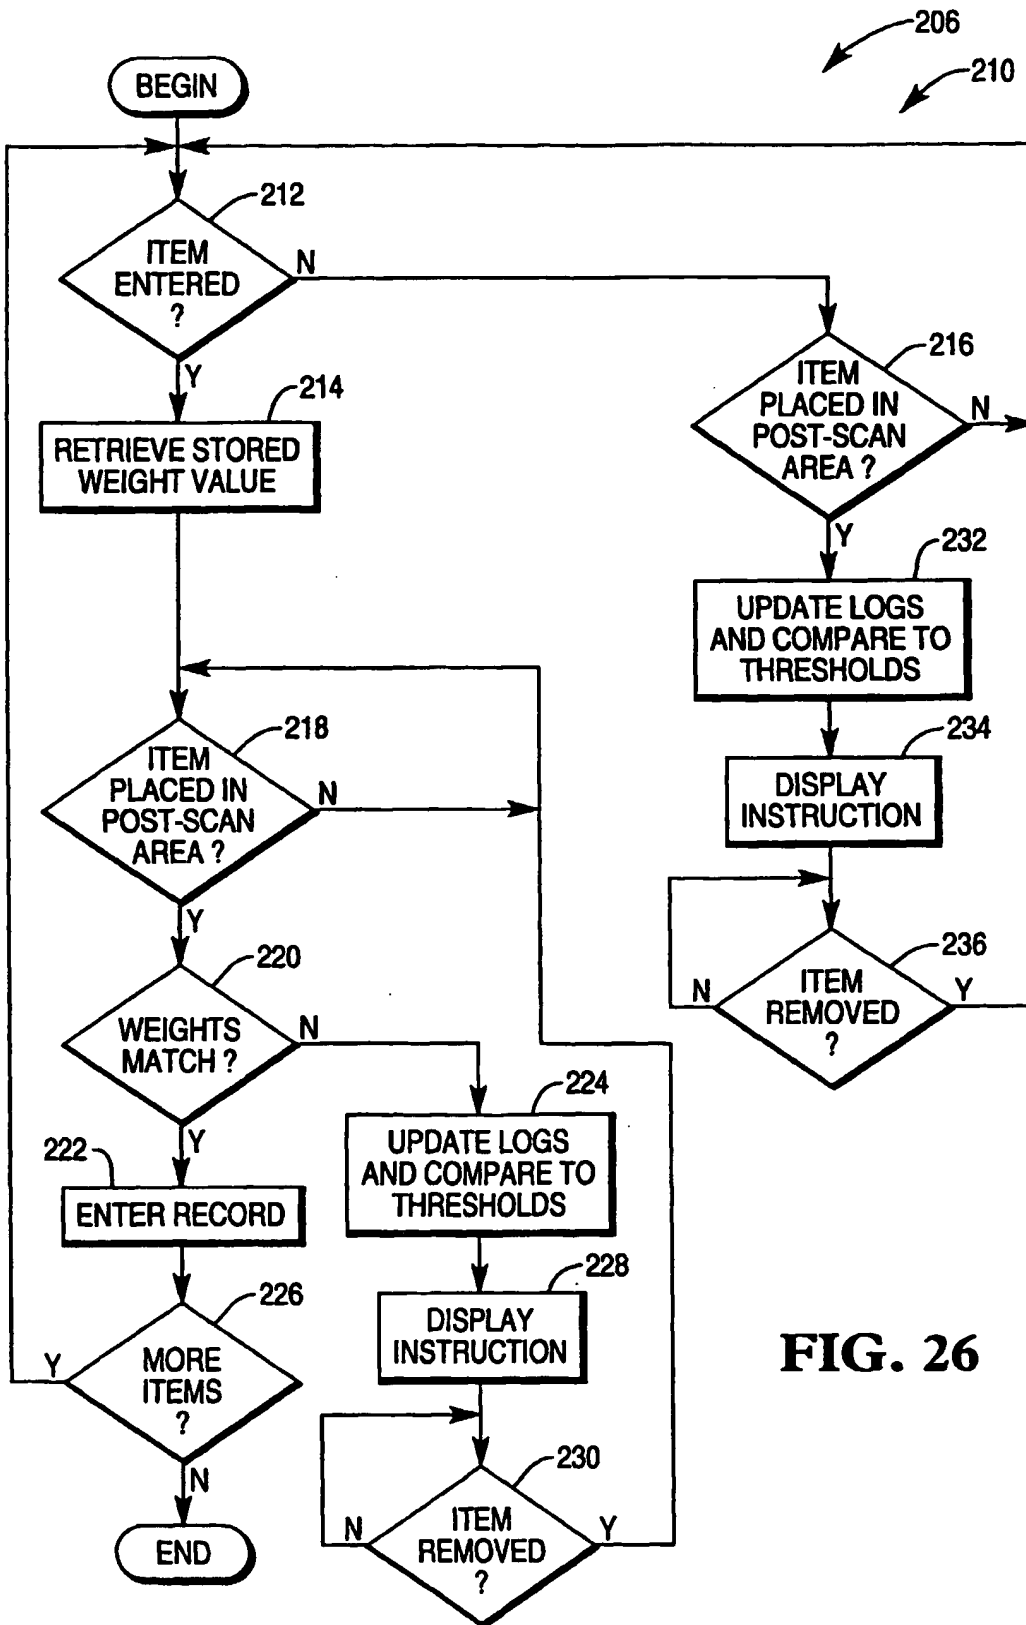 206
210
BEGIN
212
ITEM
ENTERED
?
N
Y
214
RETRIEVE STORED
WEIGHT VALUE
216
ITEM
PLACED IN
POST-SCAN
AREA ?
N
Y
232
UPDATE LOGS
AND COMPARE TO
THRESHOLDS
234
DISPLAY
INSTRUCTION
236
ITEM
REMOVED
?
N
Y
218
ITEM
PLACED IN
POST-SCAN
AREA ?
N
Y
220
WEIGHTS
MATCH ?
N
Y
222
ENTER RECORD
224
UPDATE LOGS
AND COMPARE TO
THRESHOLDS
226
MORE
ITEMS
?
Y
N
END
228
DISPLAY
INSTRUCTION
230
ITEM
REMOVED
?
N
Y
FIG. 26